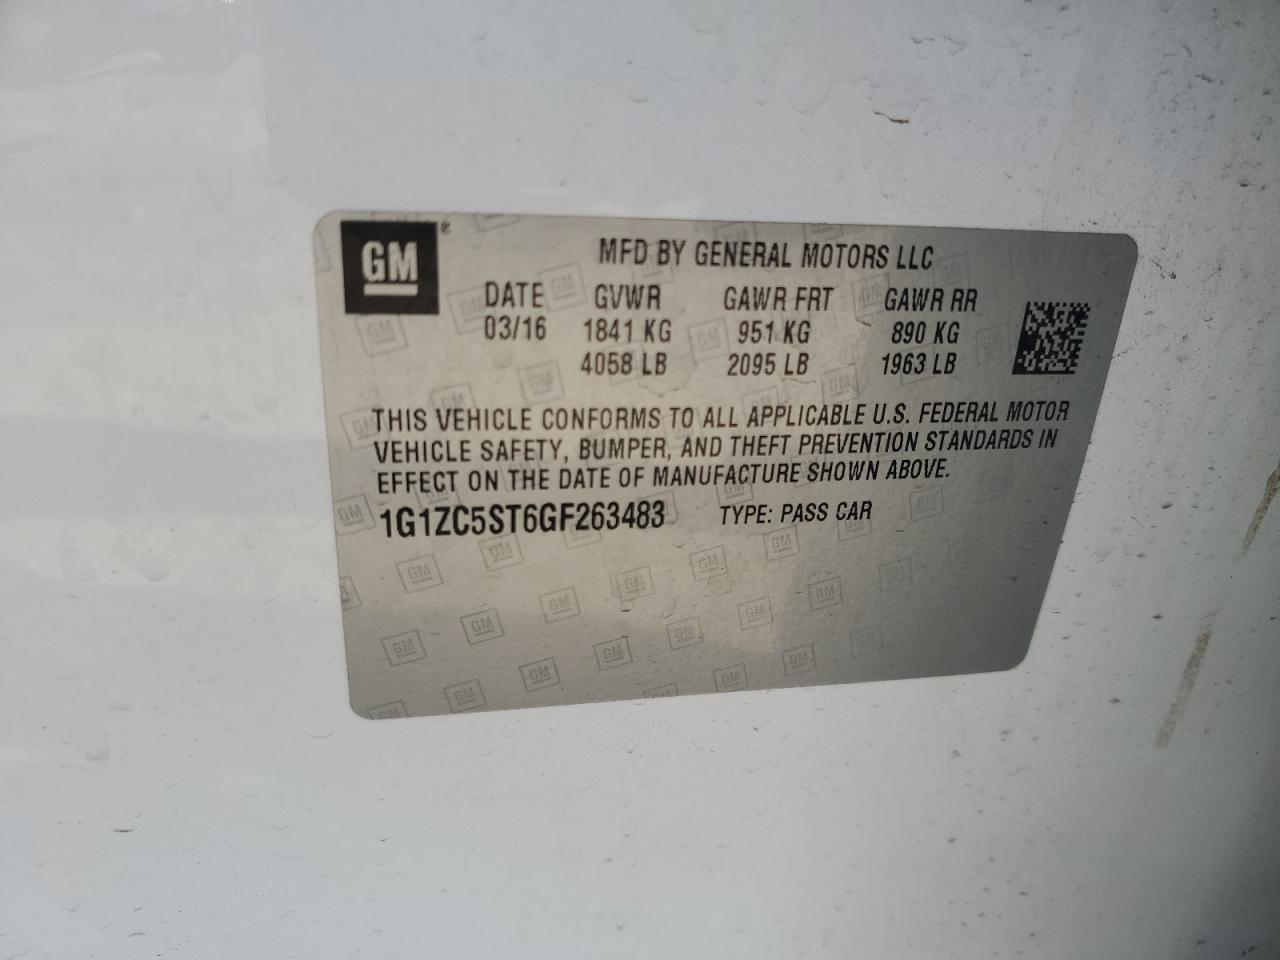 GM®
MFD BY GENERAL MOTORS LLC
DATE GVWR GAWR FRT GAWR RR
03/16 1841 KG 951 KG 890 KG
4058 LB 2095 LB 1963 LB
THIS VEHICLE CONFORMS TO ALL APPLICABLE U.S. FEDERAL MOTOR
VEHICLE SAFETY, BUMPER, AND THEFT PREVENTION STANDARDS IN
EFFECT ON THE DATE OF MANUFACTURE SHOWN ABOVE.
1G1ZC5ST6GF263483 TYPE: PASS CAR